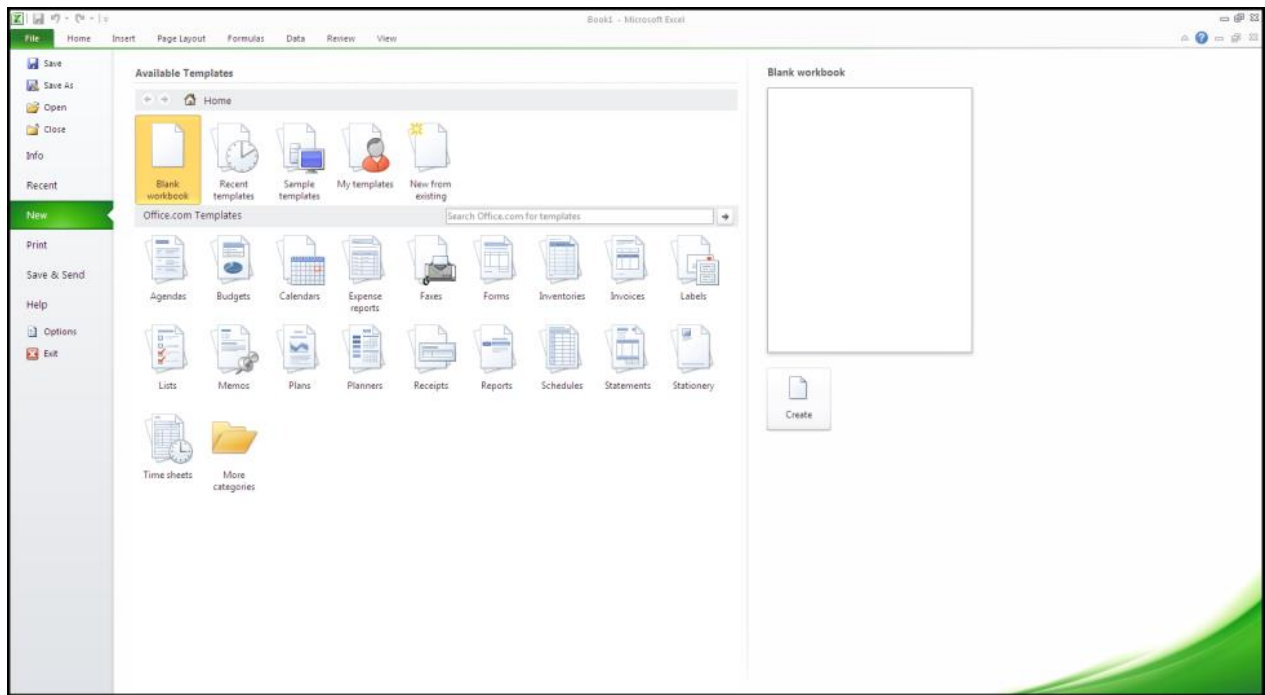 Book1 - Microsoft Excel
File Home Insert Page Layout Formulas Data Review View
Save
Save As
Open
Close
Info
Recent
New
Print
Save & Send
Help
Options
Exit
Available Templates
Home
Blank workbook
Recent templates
Sample templates
My templates
New from existing
Office.com Templates
Search Office.com for templates
Agendas
Budgets
Calendars
Expense reports
Faxes
Forms
Inventories
Invoices
Labels
Lists
Memos
Plans
Planners
Receipts
Reports
Schedules
Statements
Stationery
Time sheets
More categories
Blank workbook
Create